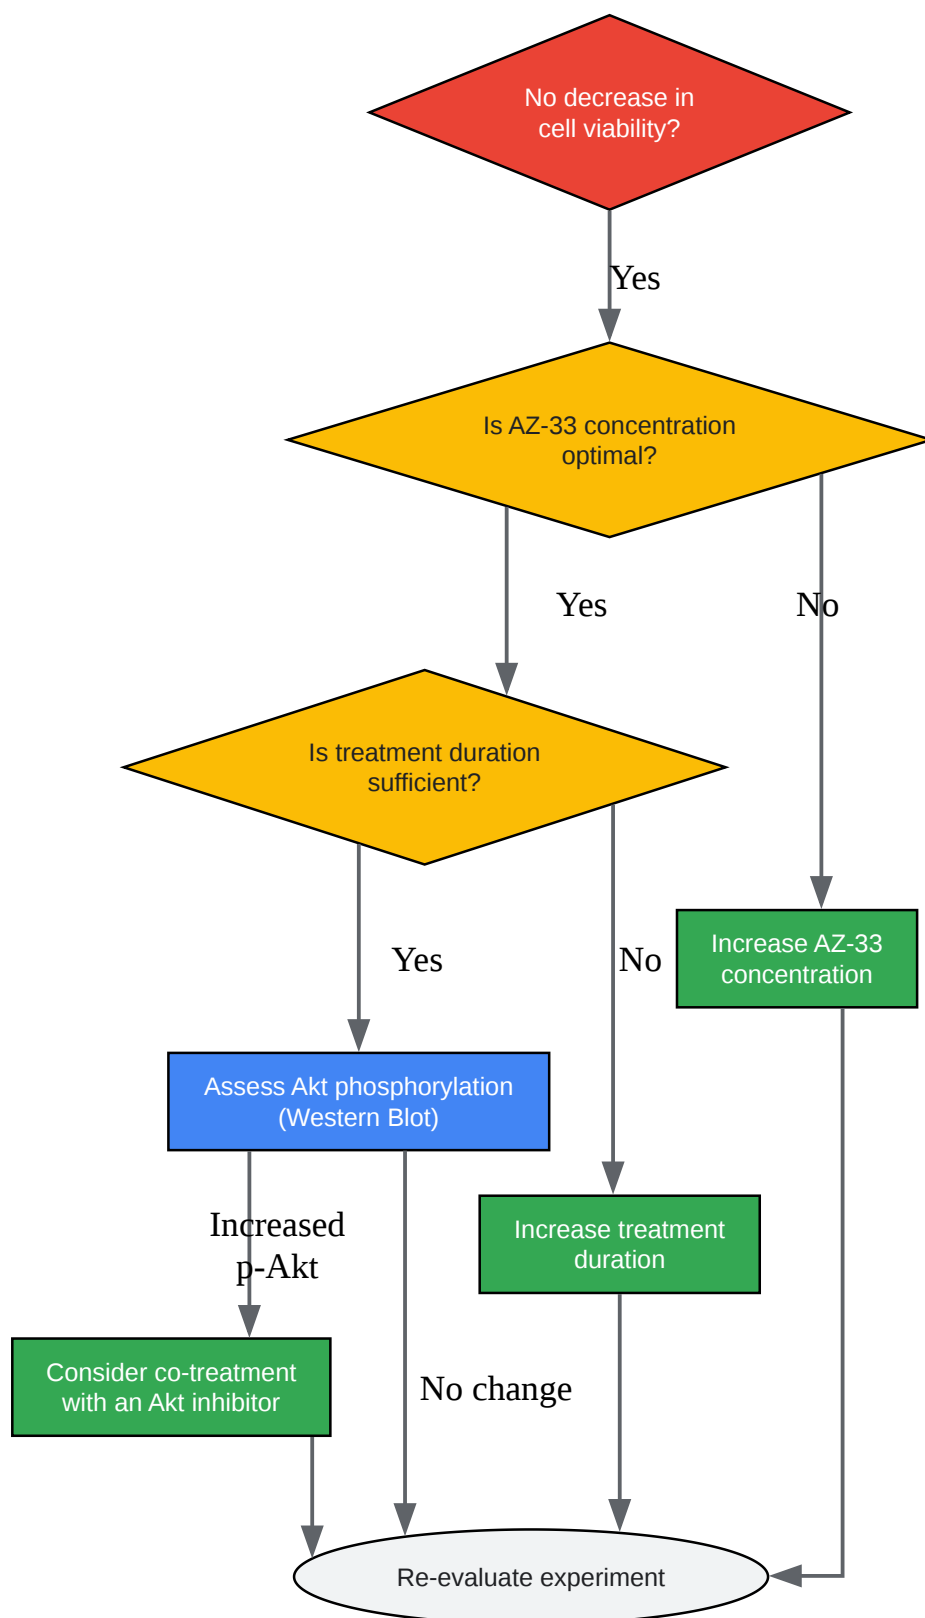 No decrease in
cell viability?
Yes
Is AZ-33 concentration
optimal?
Yes
No
Is treatment duration
sufficient?
Yes
No
Increase AZ-33
concentration
Assess Akt phosphorylation
(Western Blot)
Increased
p-Akt
Increase treatment
duration
Consider co-treatment
with an Akt inhibitor
No change
Re-evaluate experiment